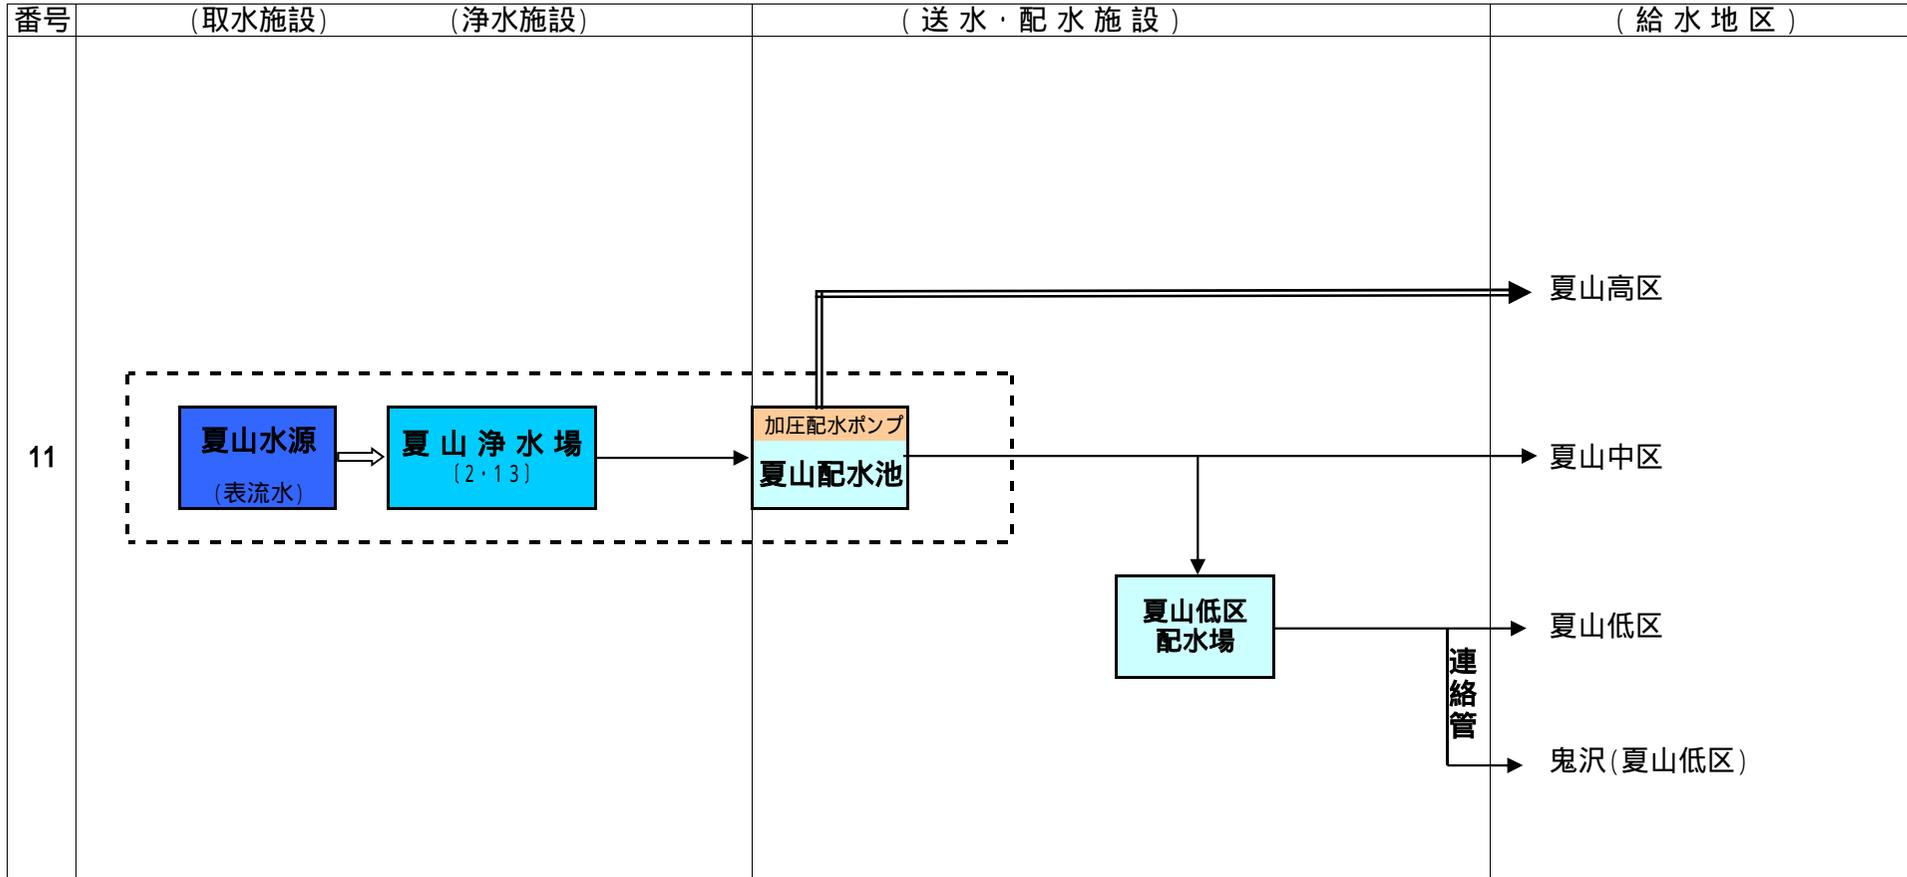 番号 (取水施設) (浄水施設) (送水・配水施設) (給水地区)
夏山高区
加圧配水ポンプ
夏山水源
(表流水)
夏山浄水場
〔2・13〕
夏山配水池
11
夏山中区
夏山低区
配水場
夏山低区
連絡管
鬼沢(夏山低区)